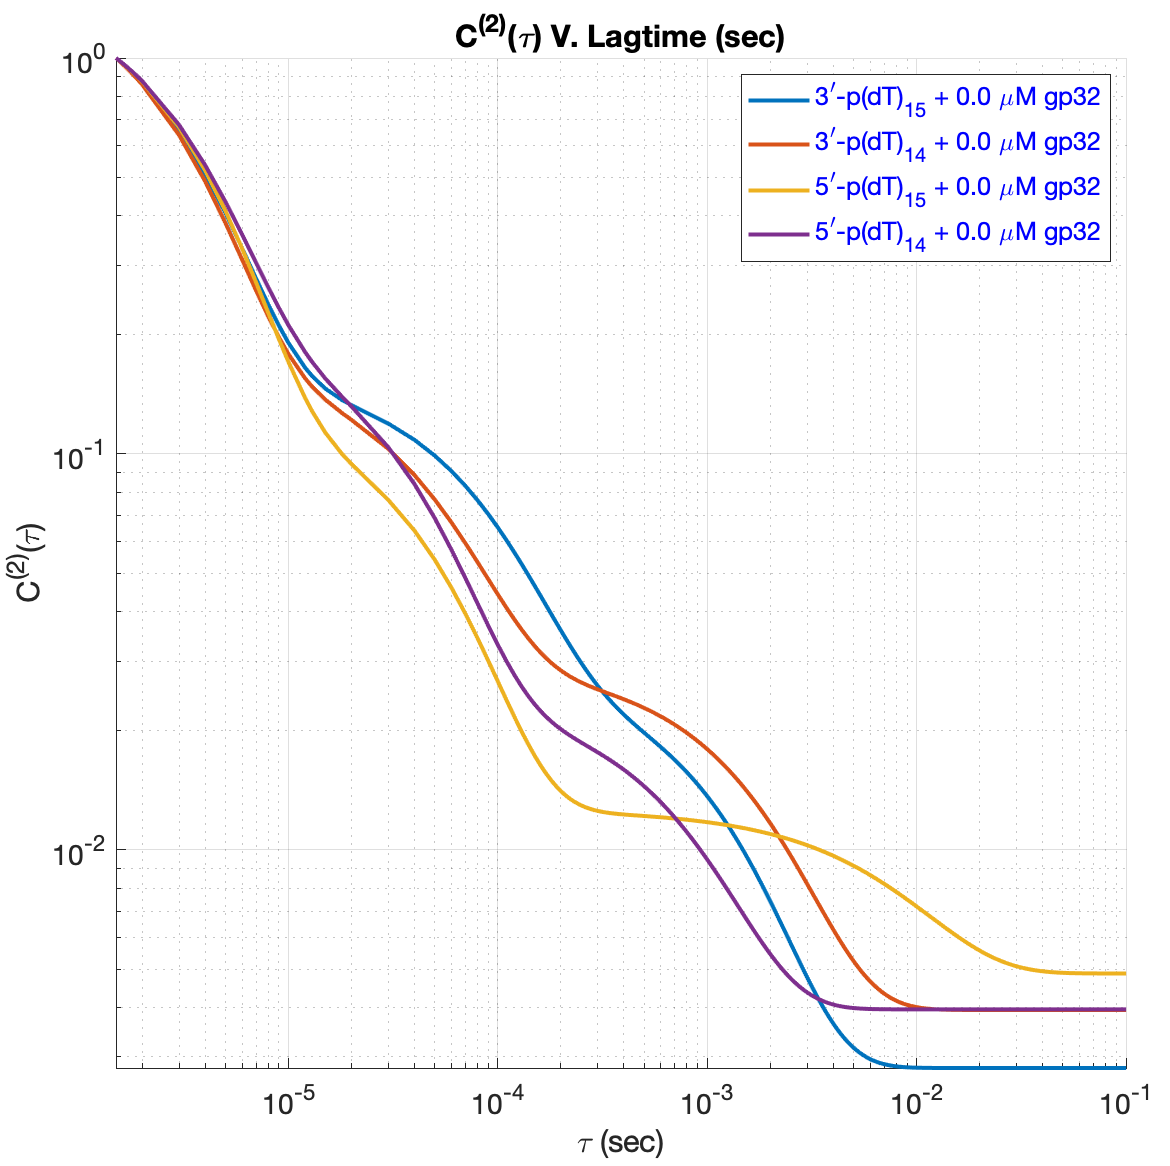 C⁽²⁾(τ) V. Lagtime (sec)
10⁰
3′-p(dT)₁₅ + 0.0 μM gp32
3′-p(dT)₁₄ + 0.0 μM gp32
5′-p(dT)₁₅ + 0.0 μM gp32
5′-p(dT)₁₄ + 0.0 μM gp32
10⁻¹
C⁽²⁾(τ)
10⁻²
10⁻⁵ 10⁻⁴ 10⁻³ 10⁻² 10⁻¹
τ (sec)